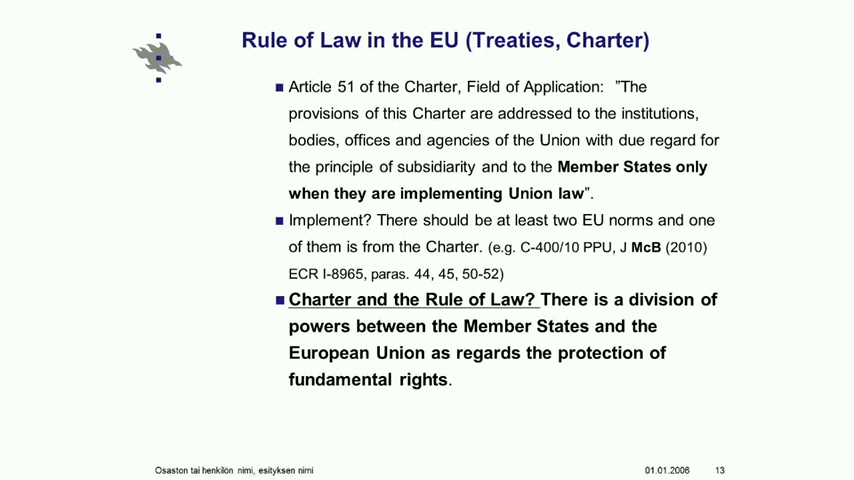 Rule of Law in the EU (Treaties, Charter)
Article 51 of the Charter, Field of Application: ”The
provisions of this Charter are addressed to the institutions,
bodies, offices and agencies of the Union with due regard for
the principle of subsidiarity and to the Member States only
when they are implementing Union law”.
Implement? There should be at least two EU norms and one
of them is from the Charter. (e.g. C-400/10 PPU, J McB (2010)
ECR I-8965, paras. 44, 45, 50-52)
Charter and the Rule of Law? There is a division of
powers between the Member States and the
European Union as regards the protection of
fundamental rights.
Osaston tai henkilön nimi, esityksen nimi 01.01.2006 13